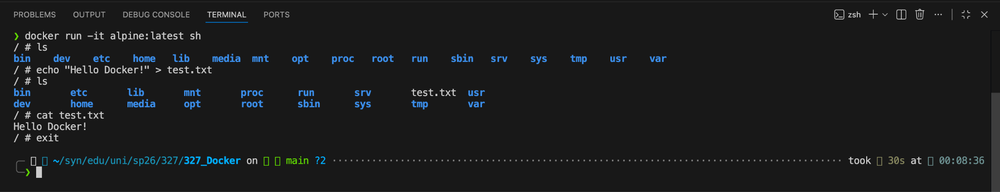 PROBLEMS OUTPUT DEBUG CONSOLE TERMINAL PORTS zsh
❯ docker run -it alpine:latest sh
/ # ls
bin dev etc home lib media mnt opt proc root run sbin srv sys tmp usr var
/ # echo "Hello Docker!" > test.txt
/ # ls
bin etc lib mnt proc run srv test.txt usr
dev home media opt root sbin sys tmp var
/ # cat test.txt
Hello Docker!
/ # exit
~/syn/edu/uni/sp26/327/327_Docker on main ?2 took 30s at 00:08:36
❯